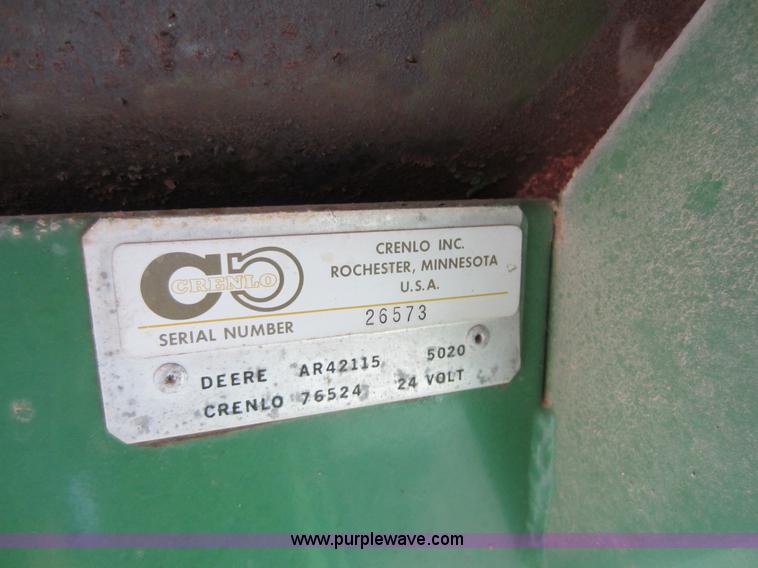 CRENLO
CRENLO INC.
ROCHESTER, MINNESOTA
U.S.A.
SERIAL NUMBER 26573
DEERE AR42115 5020
CRENLO 76524 24 VOLT
www.purplewave.com